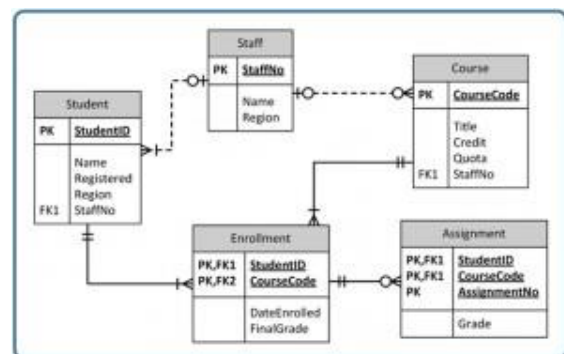 Staff
PK StaffNo
Name
Region
Course
PK CourseCode
Title
Credit
Quota
FK1 StaffNo
Student
PK StudentID
Name
Registered
Region
FK1 StaffNo
Enrollment
PK,FK1 StudentID
PK,FK2 CourseCode
DateEnrolled
FinalGrade
Assignment
PK,FK1 StudentID
PK,FK1 CourseCode
PK AssignmentNo
Grade